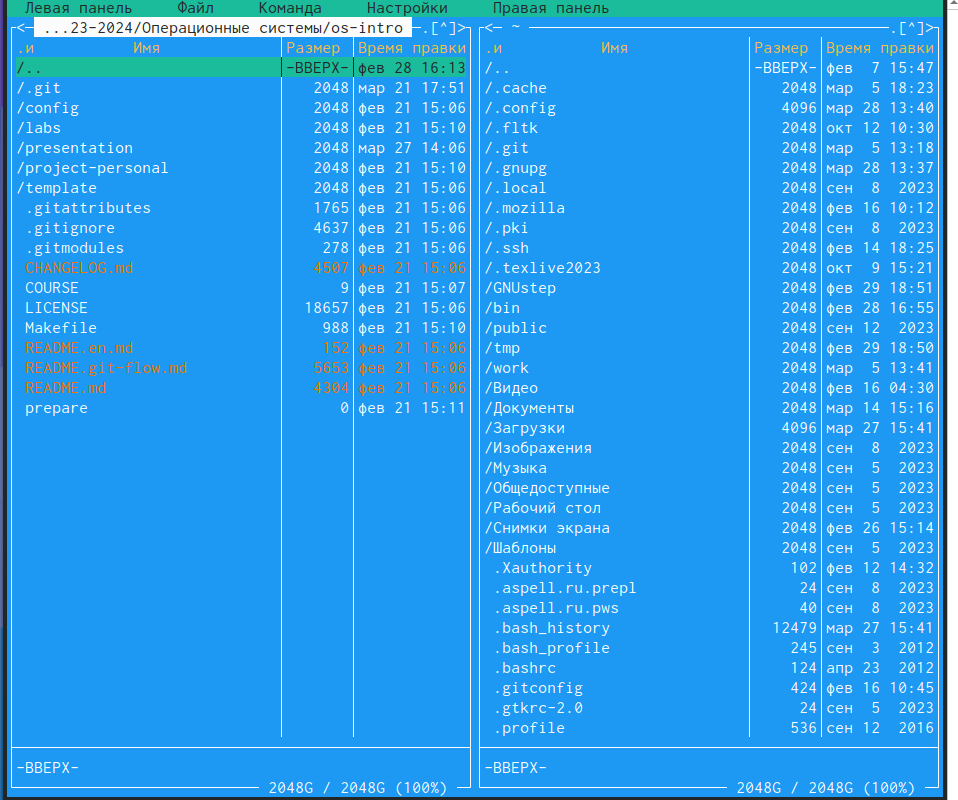 Левая панель Файл Команда Настройки Правая панель
<─ ...23-2024/Операционные системы/os-intro ─.[^]>
.и Имя Размер Время правки
/.. -ВВЕРХ- фев 28 16:13
/.git 2048 мар 21 17:51
/config 2048 фев 21 15:06
/labs 2048 фев 21 15:10
/presentation 2048 мар 27 14:06
/project-personal 2048 фев 21 15:10
/template 2048 фев 21 15:06
.gitattributes 1765 фев 21 15:06
.gitignore 4637 фев 21 15:06
.gitmodules 278 фев 21 15:06
CHANGELOG.md 4507 фев 21 15:06
COURSE 9 фев 21 15:07
LICENSE 18657 фев 21 15:06
Makefile 988 фев 21 15:10
README.en.md 152 фев 21 15:06
README.git-flow.md 5653 фев 21 15:06
README.md 4304 фев 21 15:06
prepare 0 фев 21 15:11
-ВВЕРХ-
2048G / 2048G (100%)
<─ ~ ─.[^]>
.и Имя Размер Время правки
/.. -ВВЕРХ- фев 7 15:47
/.cache 2048 мар 5 18:23
/.config 4096 мар 28 13:40
/.fltk 2048 окт 12 10:30
/.git 2048 мар 5 13:18
/.gnupg 2048 мар 28 13:37
/.local 2048 сен 8 2023
/.mozilla 2048 фев 16 10:12
/.pki 2048 сен 8 2023
/.ssh 2048 фев 14 18:25
/.texlive2023 2048 окт 9 15:21
/GNUstep 2048 фев 29 18:51
/bin 2048 фев 28 16:55
/public 2048 сен 12 2023
/tmp 2048 фев 29 18:50
/work 2048 мар 5 13:41
/Видео 2048 фев 16 04:30
/Документы 2048 мар 14 15:16
/Загрузки 4096 мар 27 15:41
/Изображения 2048 сен 8 2023
/Музыка 2048 сен 5 2023
/Общедоступные 2048 сен 5 2023
/Рабочий стол 2048 сен 5 2023
/Снимки экрана 2048 фев 26 15:14
/Шаблоны 2048 сен 5 2023
.Xauthority 102 фев 12 14:32
.aspell.ru.prepl 24 сен 8 2023
.aspell.ru.pws 40 сен 8 2023
.bash_history 12479 мар 27 15:41
.bash_profile 245 сен 3 2012
.bashrc 124 апр 23 2012
.gitconfig 424 фев 16 10:45
.gtkrc-2.0 24 сен 5 2023
.profile 536 сен 12 2016
-ВВЕРХ-
2048G / 2048G (100%)